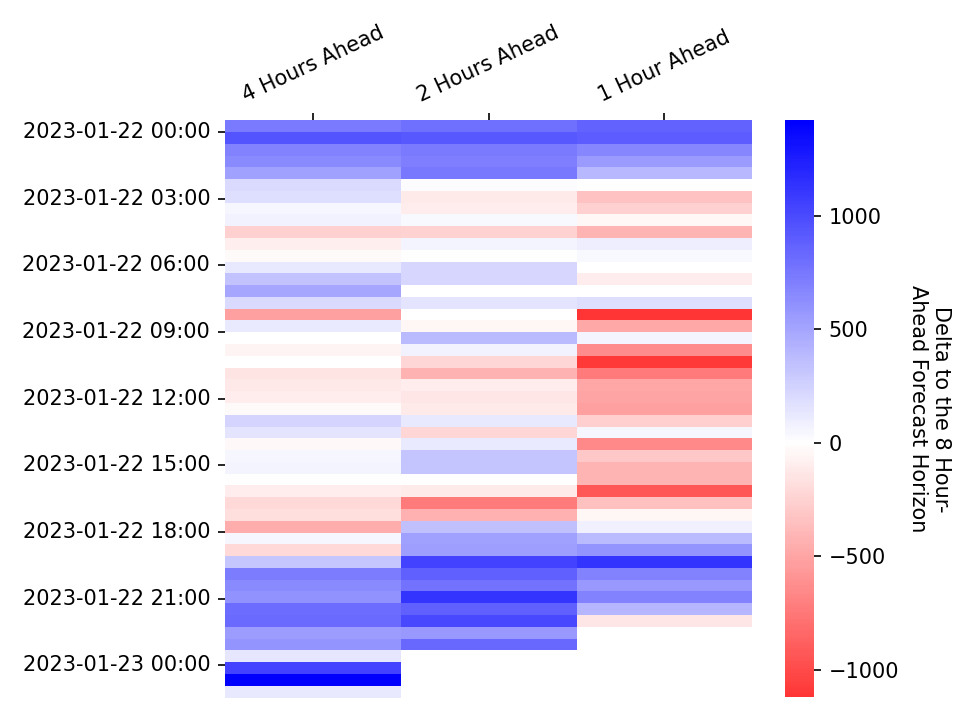 4 Hours Ahead
2 Hours Ahead
1 Hour Ahead
2023-01-22 00:00
2023-01-22 03:00
2023-01-22 06:00
2023-01-22 09:00
2023-01-22 12:00
2023-01-22 15:00
2023-01-22 18:00
2023-01-22 21:00
2023-01-23 00:00
1000
500
0
−500
−1000
Delta to the 8 Hour-
Ahead Forecast Horizon